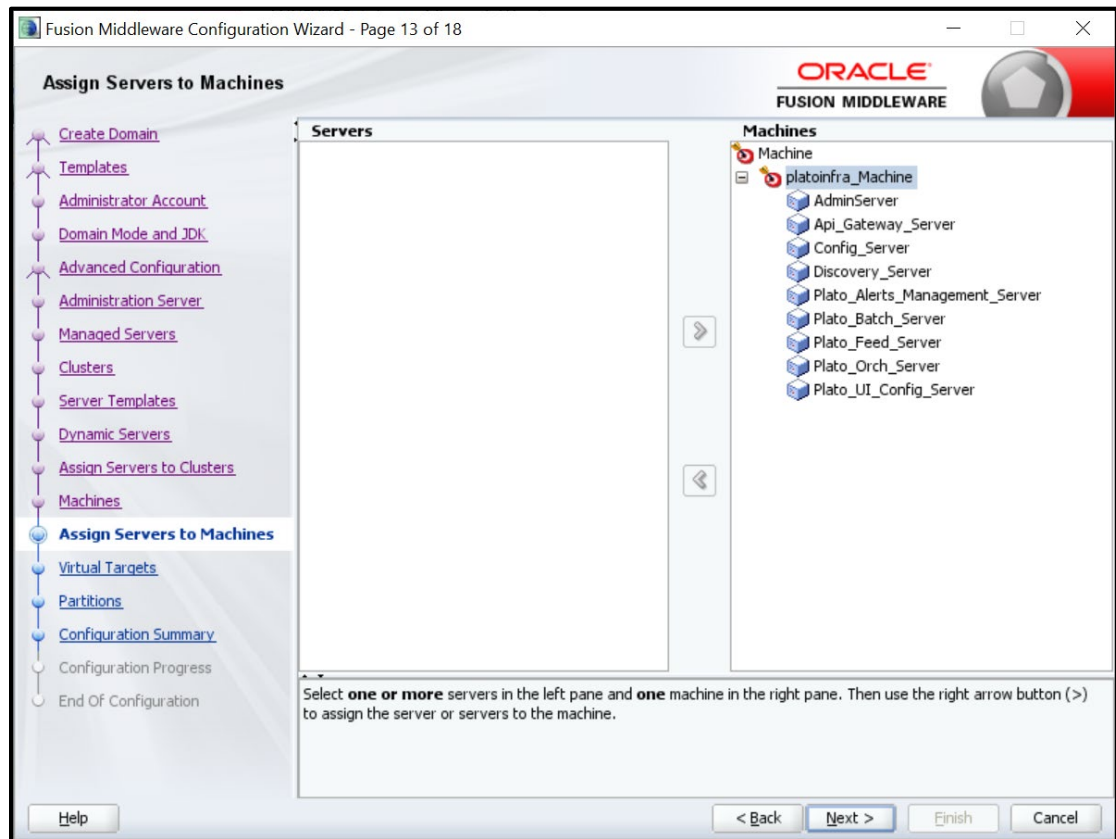 Fusion Middleware Configuration Wizard - Page 13 of 18
Assign Servers to Machines
ORACLE
FUSION MIDDLEWARE
Create Domain
Templates
Administrator Account
Domain Mode and JDK
Advanced Configuration
Administration Server
Managed Servers
Clusters
Server Templates
Dynamic Servers
Assign Servers to Clusters
Machines
Assign Servers to Machines
Virtual Targets
Partitions
Configuration Summary
Configuration Progress
End Of Configuration
Servers
Machines
Machine
platoinfra_Machine
AdminServer
Api_Gateway_Server
Config_Server
Discovery_Server
Plato_Alerts_Management_Server
Plato_Batch_Server
Plato_Feed_Server
Plato_Orch_Server
Plato_UI_Config_Server
Select one or more servers in the left pane and one machine in the right pane. Then use the right arrow button (>)
to assign the server or servers to the machine.
Help
< Back
Next >
Finish
Cancel